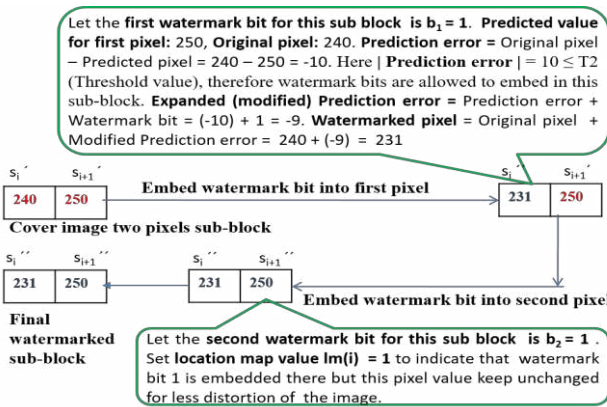 Let the first watermark bit for this sub block is b₁ = 1. Predicted value
for first pixel: 250, Original pixel: 240. Prediction error = Original pixel
– Predicted pixel = 240 – 250 = -10. Here | Prediction error | = 10 ≤ T2
(Threshold value), therefore watermark bits are allowed to embed in this
sub-block. Expanded (modified) Prediction error = Prediction error +
Watermark bit = (-10) + 1 = -9. Watermarked pixel = Original pixel +
Modified Prediction error = 240 + (-9) = 231
sᵢ´ sᵢ₊₁´
240 250
Cover image two pixels sub-block
Embed watermark bit into first pixel
sᵢ´´ sᵢ₊₁´
231 250
Embed watermark bit into second pixel
sᵢ´´ sᵢ₊₁´´
231 250
sᵢ´´ sᵢ₊₁´´
231 250
Final
watermarked
sub-block
Let the second watermark bit for this sub block is b₂ = 1 .
Set location map value lm(i) = 1 to indicate that watermark
bit 1 is embedded there but this pixel value keep unchanged
for less distortion of the image.